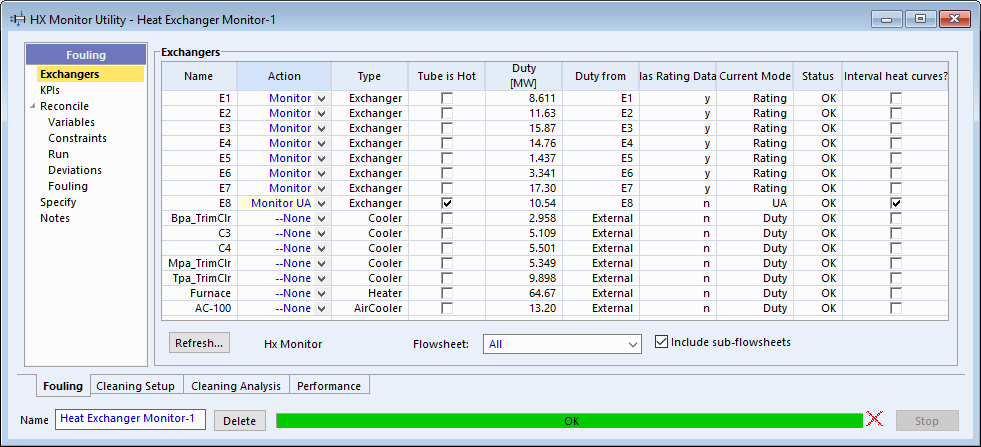 HX Monitor Utility - Heat Exchanger Monitor-1
Fouling
Exchangers
KPIs
Reconcile
Variables
Constraints
Run
Deviations
Fouling
Specify
Notes
Exchangers
Name Action Type Tube is Hot Duty [MW] Duty from las Rating Data Current Mode Status Interval heat curves?
E1 Monitor Exchanger 8.611 E1 y Rating OK
E2 Monitor Exchanger 11.63 E2 y Rating OK
E3 Monitor Exchanger 15.87 E3 y Rating OK
E4 Monitor Exchanger 14.76 E4 y Rating OK
E5 Monitor Exchanger 1.437 E5 y Rating OK
E6 Monitor Exchanger 3.341 E6 y Rating OK
E7 Monitor Exchanger 17.30 E7 y Rating OK
E8 Monitor UA Exchanger 10.54 E8 n UA OK
Bpa_TrimClr --None Cooler 2.958 External n Duty OK
C3 --None Cooler 5.109 External n Duty OK
C4 --None Cooler 5.501 External n Duty OK
Mpa_TrimClr --None Cooler 5.349 External n Duty OK
Tpa_TrimClr --None Cooler 9.898 External n Duty OK
Furnace --None Heater 64.67 External n Duty OK
AC-100 --None AirCooler 13.20 External n Duty OK
Refresh... Hx Monitor Flowsheet: All Include sub-flowsheets
Fouling Cleaning Setup Cleaning Analysis Performance
Name Heat Exchanger Monitor-1 Delete OK Stop